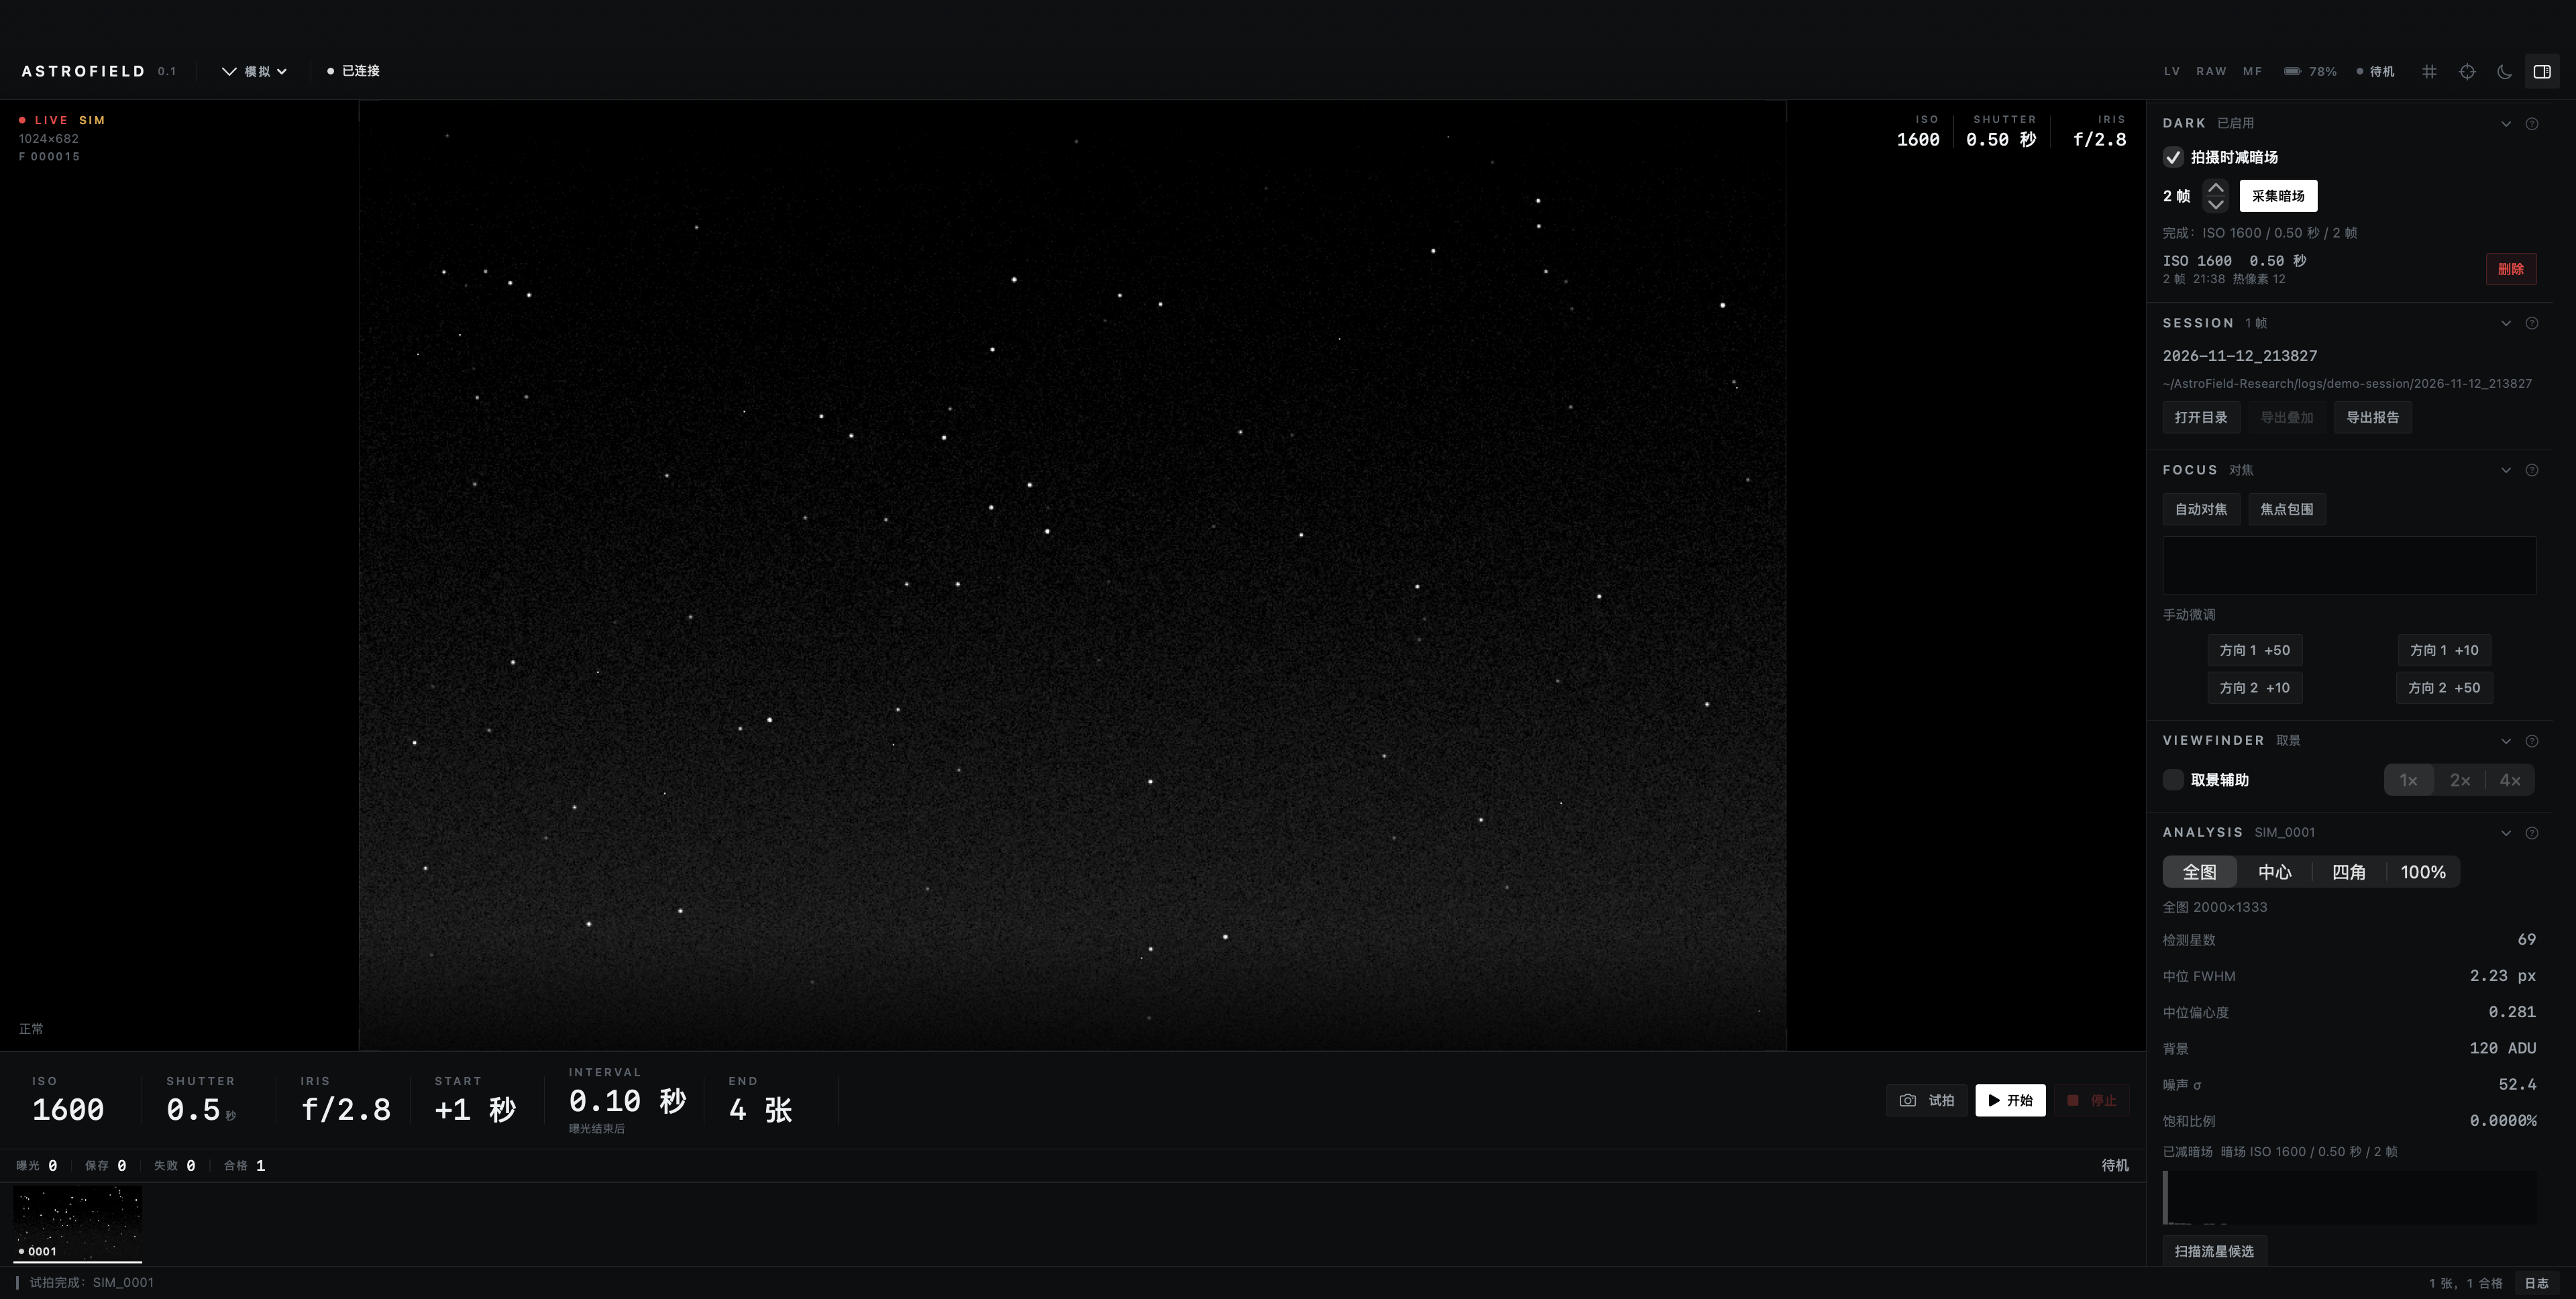 ASTROFIELD 0.1 模拟 已连接
LV RAW MF 78% 待机
LIVE SIM
1024×682
F 000015
ISO SHUTTER IRIS
1600 0.50 秒 f/2.8
正常
ISO SHUTTER IRIS START INTERVAL END
1600 0.5 秒 f/2.8 +1 秒 0.10 秒 4 张
曝光结束后
试拍 开始 停止
曝光 0 保存 0 失败 0 合格 1 待机
0001
试拍完成：SIM_0001
DARK 已启用
拍摄时减暗场
2 帧 采集暗场
完成：ISO 1600 / 0.50 秒 / 2 帧
ISO 1600 0.50 秒
2 帧 21:38 热像素 12
删除
SESSION 1 帧
2026-11-12_213827
~/AstroField-Research/logs/demo-session/2026-11-12_213827
打开目录 导出叠加 导出报告
FOCUS 对焦
自动对焦 焦点包围
手动微调
方向 1 +50 方向 1 +10
方向 2 +10 方向 2 +50
VIEWFINDER 取景
取景辅助 1× 2× 4×
ANALYSIS SIM_0001
全图 中心 四角 100%
全图 2000×1333
检测星数 69
中位 FWHM 2.23 px
中位偏心度 0.281
背景 120 ADU
噪声 σ 52.4
饱和比例 0.0000%
已减暗场 暗场 ISO 1600 / 0.50 秒 / 2 帧
扫描流星候选
1 张，1 合格 日志